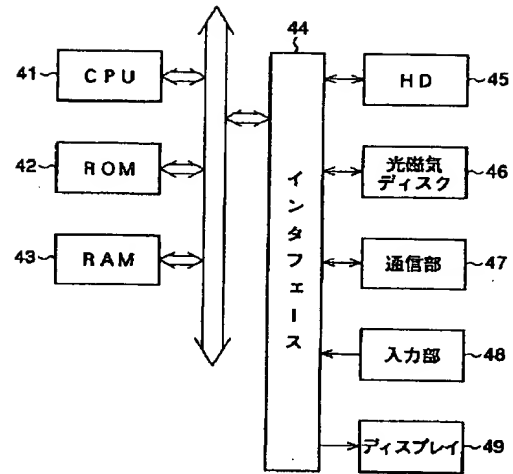 44
41
CPU
HD
45
42
ROM
光磁気
ディスク
46
43
RAM
インタフェース
通信部
47
入力部
48
ディスプレイ
49